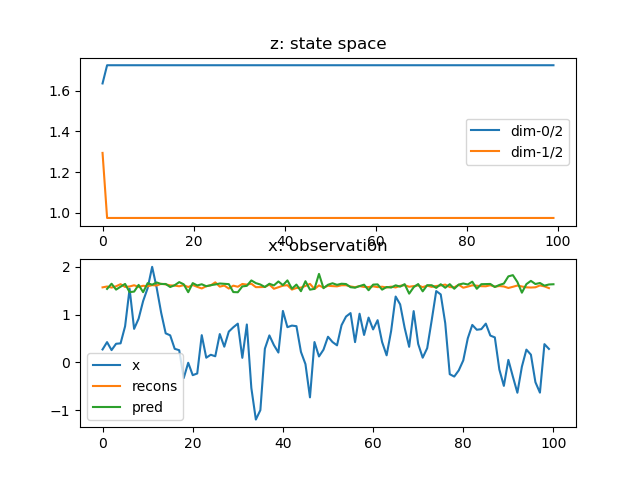 z: state space
1.6
1.4
1.2
1.0
dim-0/2
dim-1/2
0 20 40 60 80 100
x: observation
2
1
0
−1
x
recons
pred
0 20 40 60 80 100